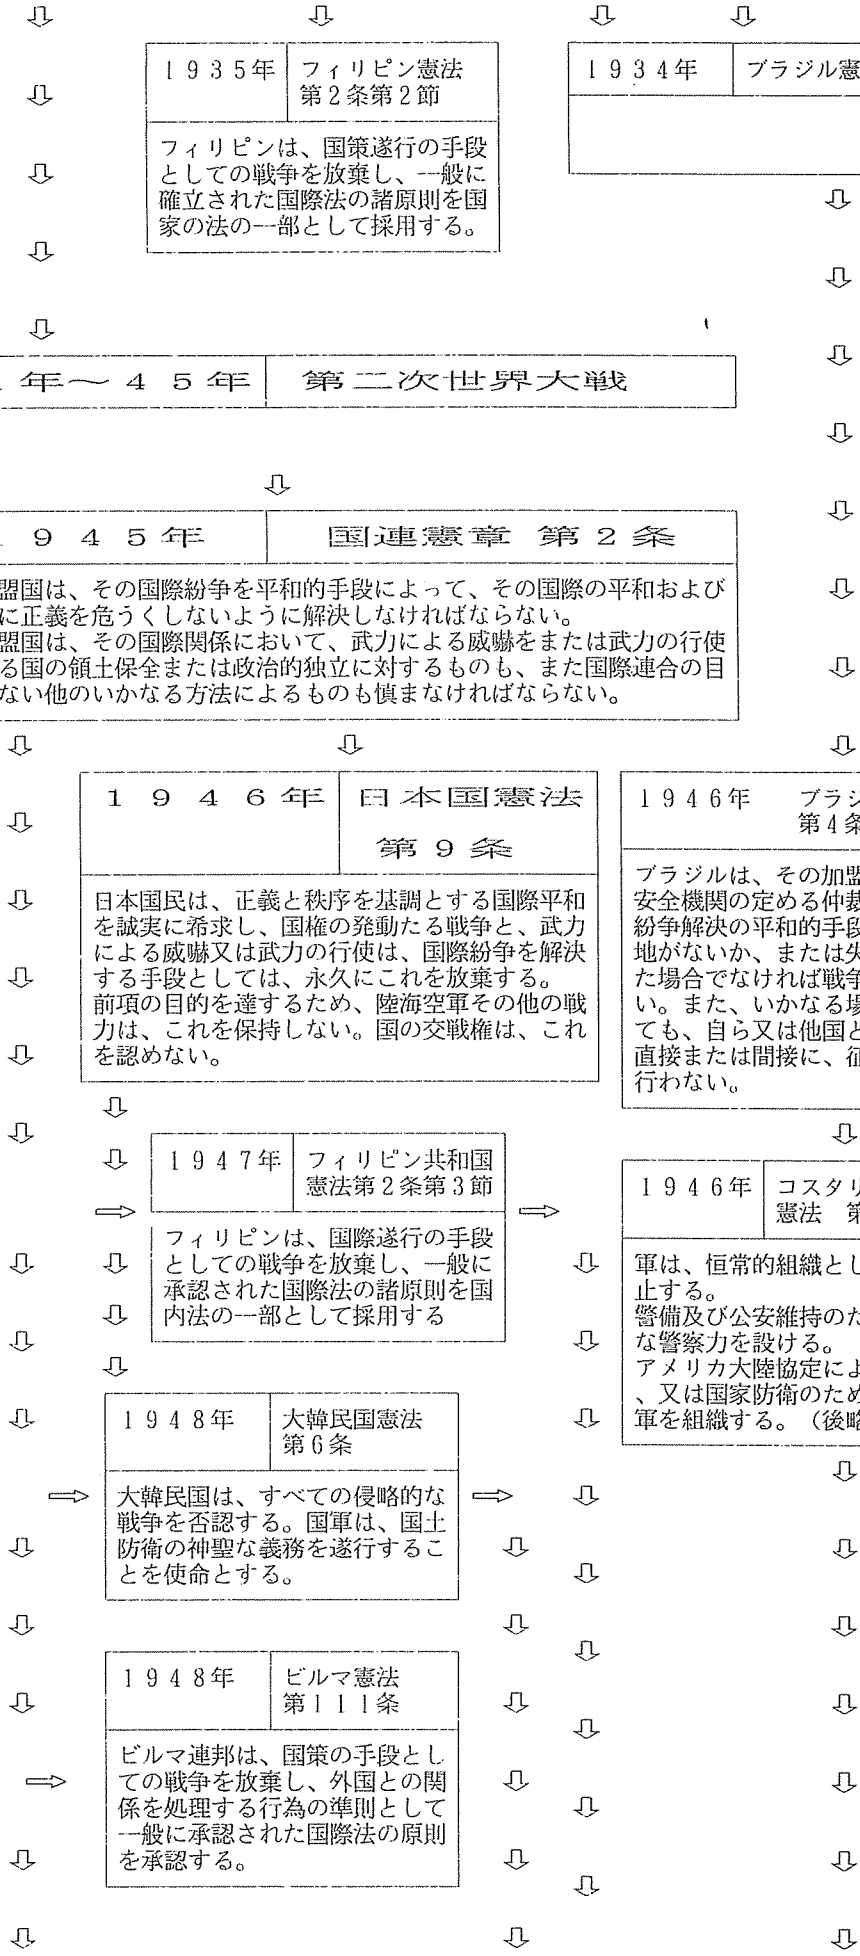 1935年 フィリピン憲法
第2条第2節
フィリピンは、国策遂行の手段
としての戦争を放棄し、一般に
確立された国際法の諸原則を国
家の法の一部として採用する。
1934年 ブラジル憲
年～45年 第二次世界大戦
945年 国連憲章 第2条
盟国は、その国際紛争を平和的手段によって、その国際の平和および
に正義を危うくしないように解決しなければならない。
盟国は、その国際関係において、武力による威嚇をまたは武力の行使
る国の領土保全または政治的独立に対するものも、また国際連合の目
ない他のいかなる方法によるものも慎まなければならない。
1946年 日本国憲法
第9条
日本国民は、正義と秩序を基調とする国際平和
を誠実に希求し、国権の発動たる戦争と、武力
による威嚇又は武力の行使は、国際紛争を解決
する手段としては、永久にこれを放棄する。
前項の目的を達するため、陸海空軍その他の戦
力は、これを保持しない。国の交戦権は、これ
を認めない。
1946年 ブラジ
第4条
ブラジルは、その加盟
安全機関の定める仲裁
紛争解決の平和的手段
地がないか、または失
た場合でなければ戦争
い。また、いかなる場
ても、自ら又は他国と
直接または間接に、征
行わない。
1947年 フィリピン共和国
憲法第2条第3節
フィリピンは、国際遂行の手段
としての戦争を放棄し、一般に
承認された国際法の諸原則を国
内法の一部として採用する
1946年 コスタリ
憲法 第
軍は、恒常的組織とし
止する。
警備及び公安維持のた
な警察力を設ける。
アメリカ大陸協定によ
、又は国家防衛のため
軍を組織する。（後略
1948年 大韓民国憲法
第6条
大韓民国は、すべての侵略的な
戦争を否認する。国軍は、国土
防衛の神聖な義務を遂行するこ
とを使命とする。
1948年 ビルマ憲法
第111条
ビルマ連邦は、国策の手段とし
ての戦争を放棄し、外国との関
係を処理する行為の準則として
一般に承認された国際法の原則
を承認する。